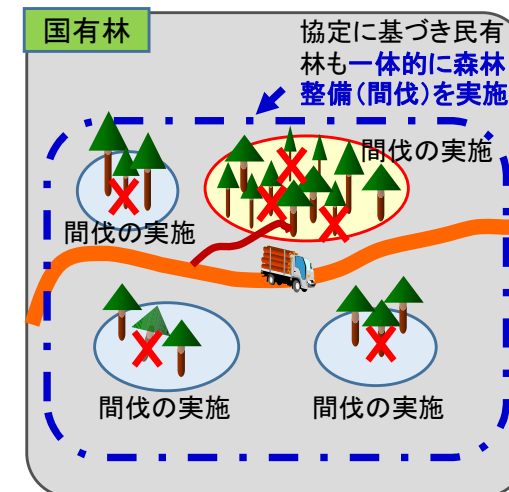 国有林
協定に基づき民有
林も一体的に森林
整備(間伐)を実施
間伐の実施
間伐の実施
間伐の実施
間伐の実施